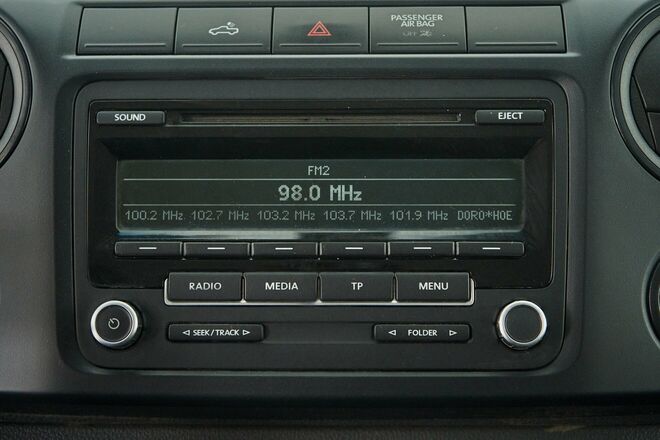 PASSENGER
AIR BAG
OFF
SOUND
EJECT
FM2
98.0 MHz
100.2 MHz 102.7 MHz 103.2 MHz 103.7 MHz 101.9 MHz DORO*HOE
RADIO MEDIA TP MENU
SEEK/TRACK FOLDER